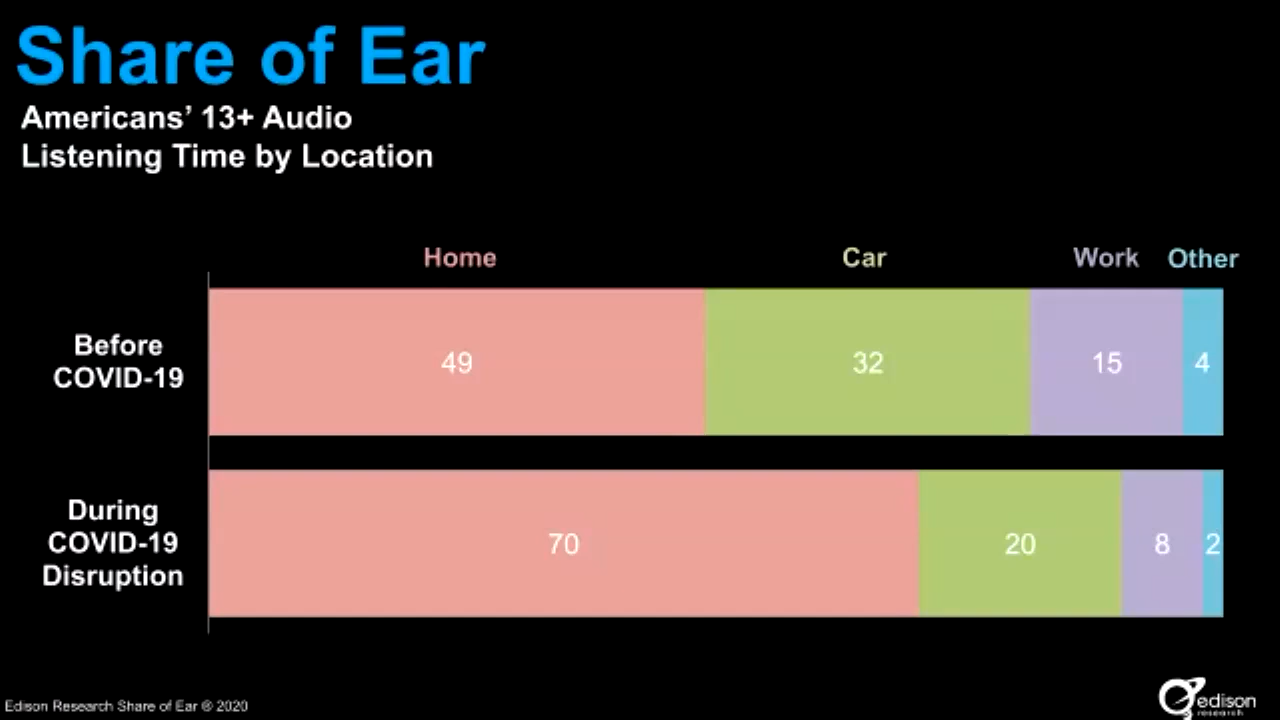 Share of Ear
Americans’ 13+ Audio
Listening Time by Location
Home
Car
Work
Other
Before
COVID-19
49
32
15
4
During
COVID-19
Disruption
70
20
8
2
Edison Research Share of Ear ® 2020
edison
research